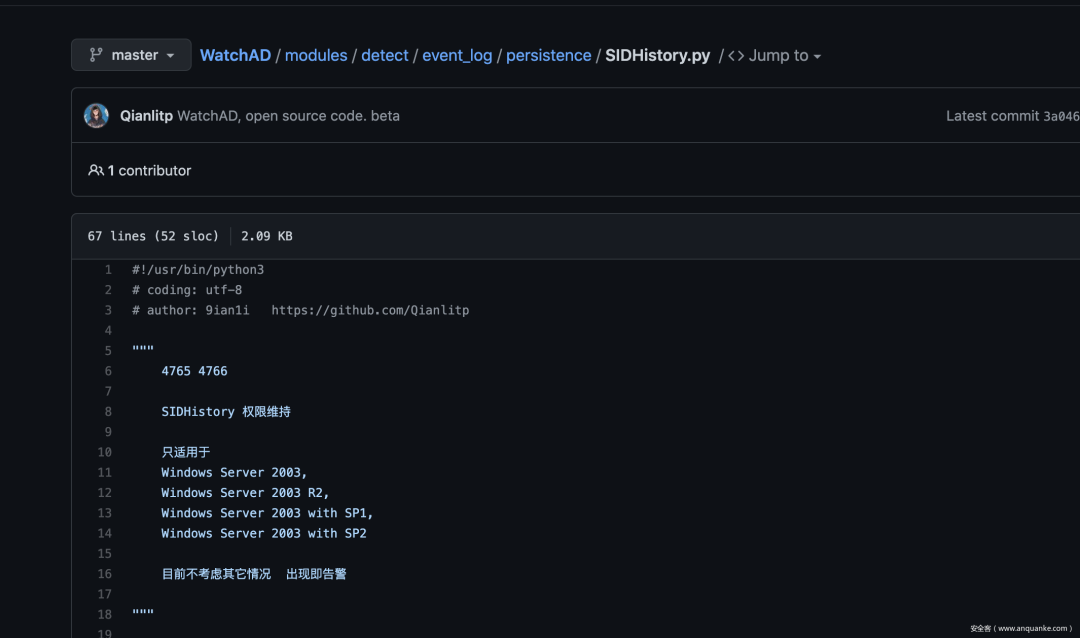 master WatchAD / modules / detect / event_log / persistence / SIDHistory.py / <> Jump to
Qianlitp WatchAD, open source code. beta Latest commit 3a046
1 contributor
67 lines (52 sloc) 2.09 KB
1 #!/usr/bin/python3
2 # coding: utf-8
3 # author: 9ian1i https://github.com/Qianlitp
4
5 """
6 4765 4766
7
8 SIDHistory 权限维持
9
10 只适用于
11 Windows Server 2003,
12 Windows Server 2003 R2,
13 Windows Server 2003 with SP1,
14 Windows Server 2003 with SP2
15
16 目前不考虑其它情况 出现即告警
17
18 """
19
安全客 ( www.anquanke.com )